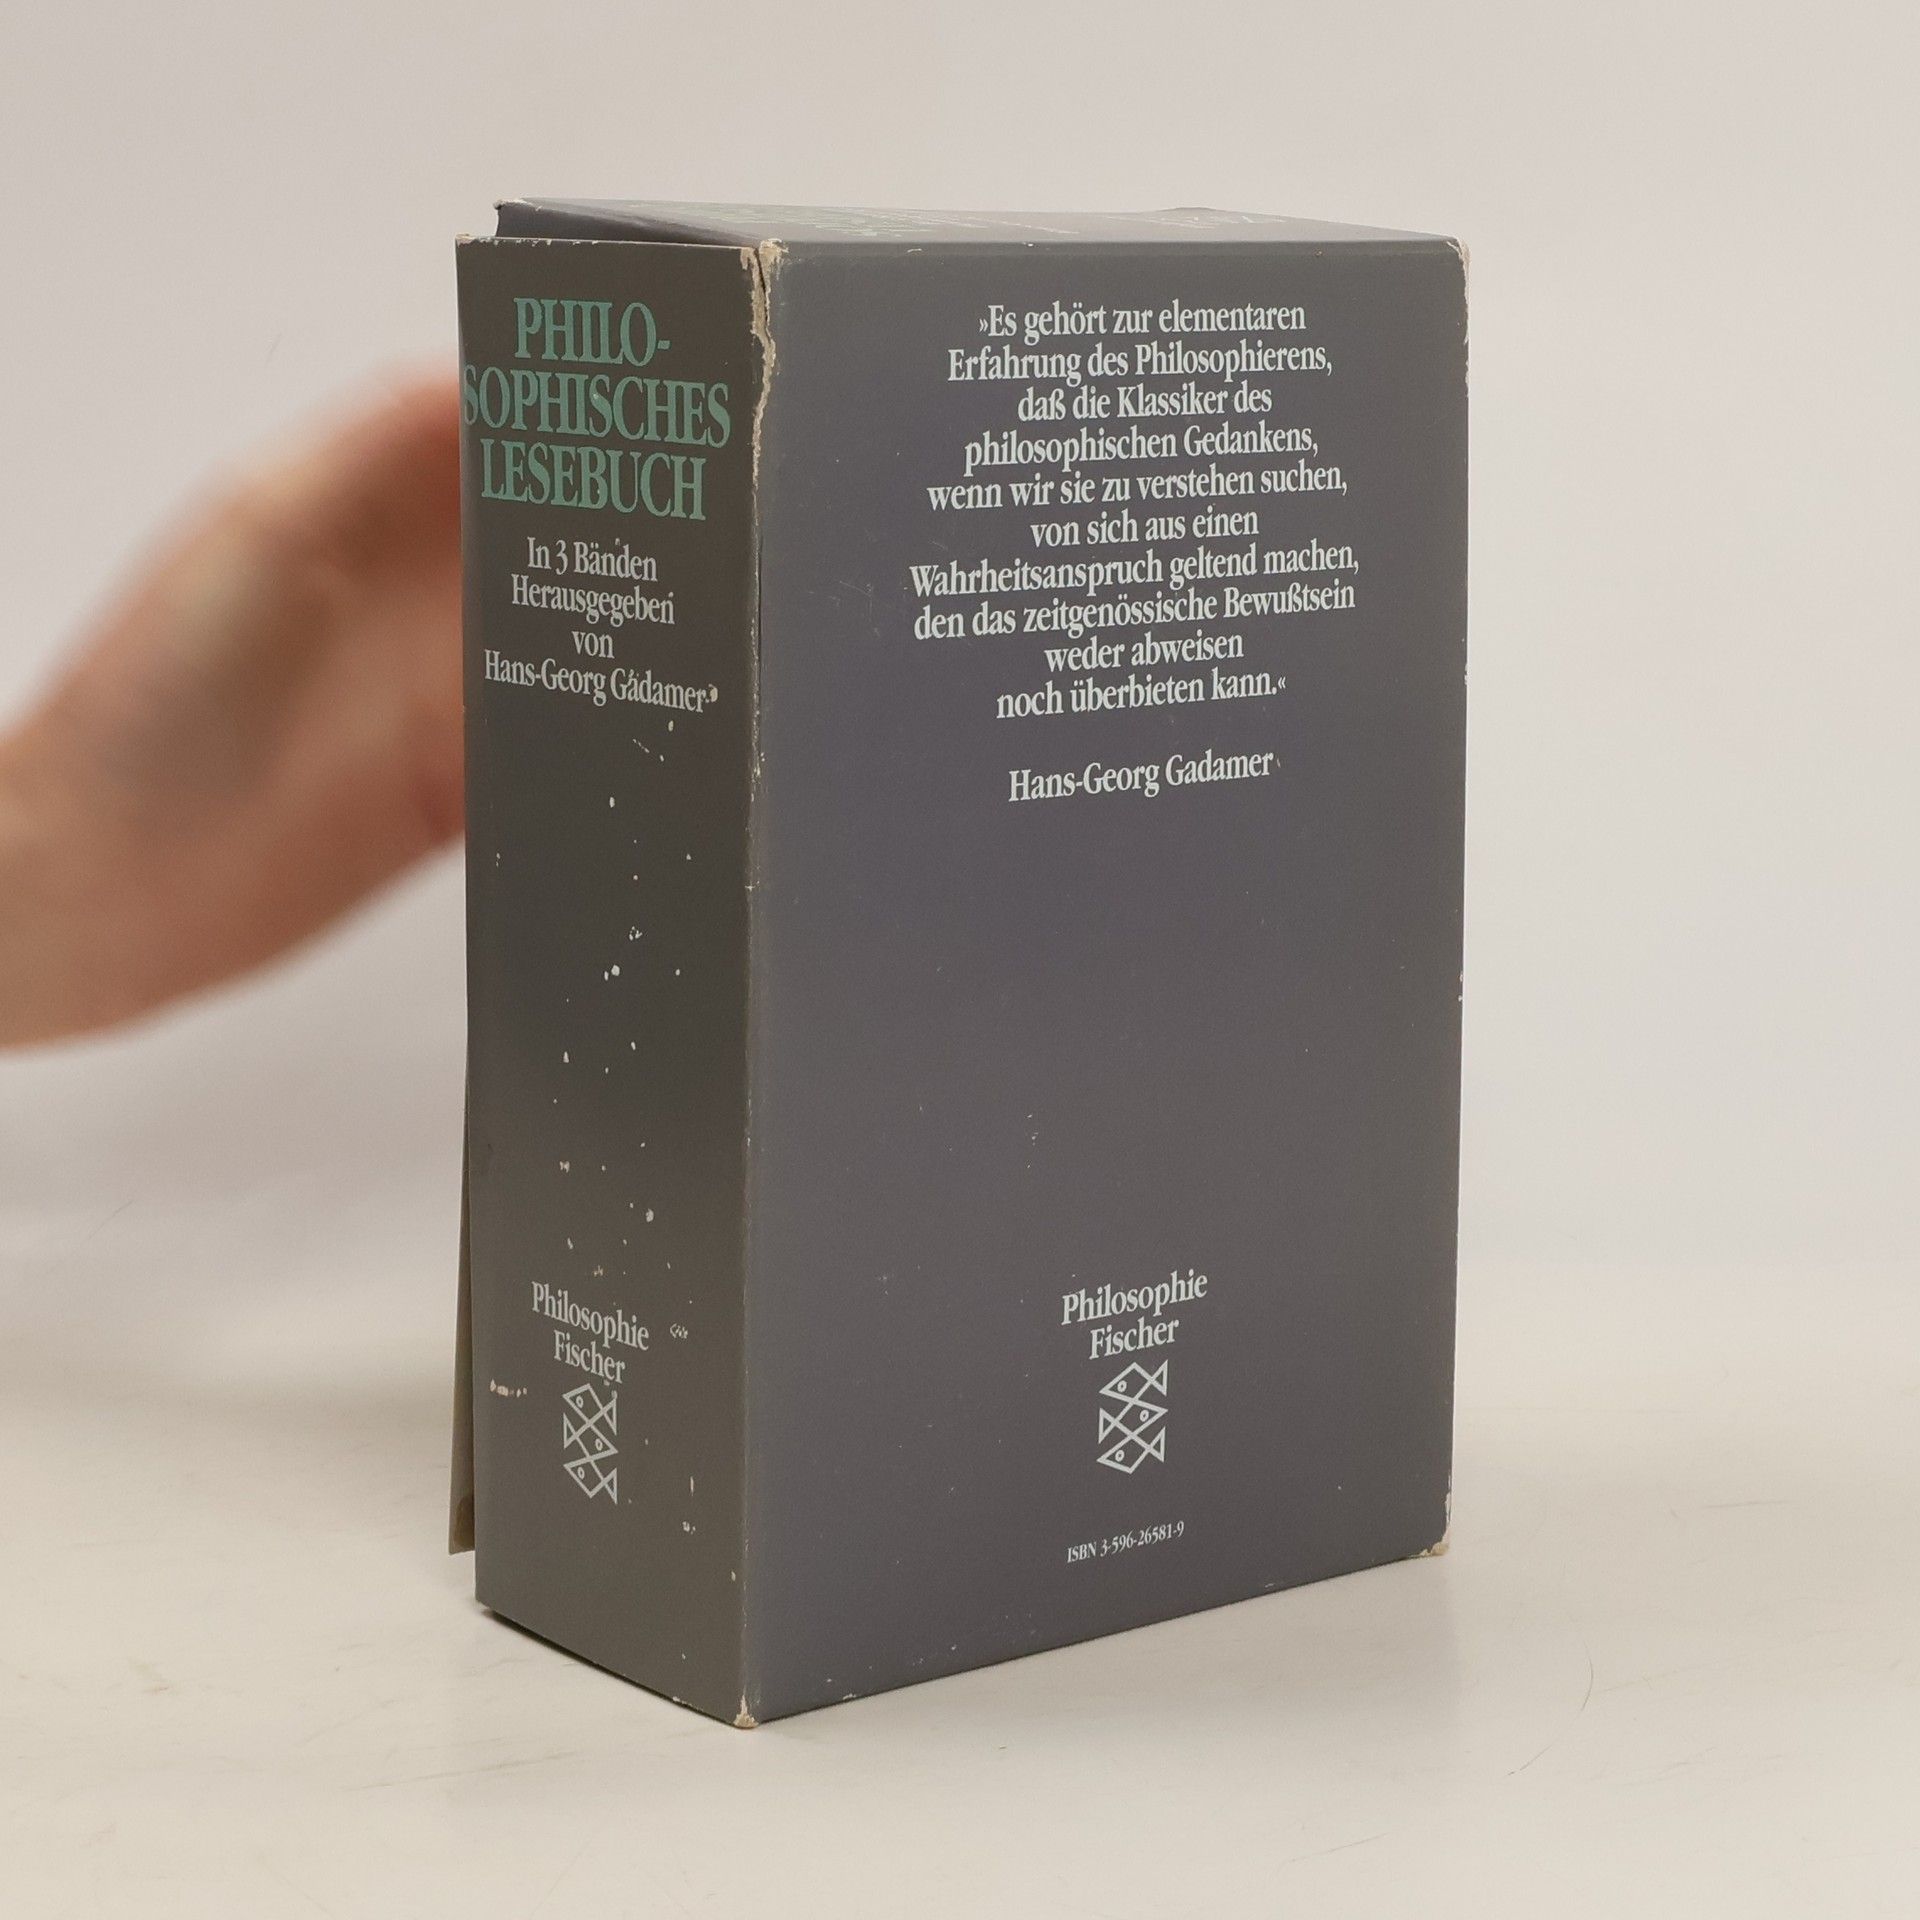 PHILO-
SOPHISCHES
LESEBUCH
In 3 Bänden
Herausgegeben
von
Hans-Georg Gadamer
Philosophie
Fischer
»Es gehört zur elementaren
Erfahrung des Philosophierens,
daß die Klassiker des
philosophischen Gedankens,
wenn wir sie zu verstehen suchen,
von sich aus einen
Wahrheitsanspruch geltend machen,
den das zeitgenössische Bewußtsein
weder abweisen
noch überbieten kann.«
Hans-Georg Gadamer
Philosophie
Fischer
ISBN 3-596-26581-9